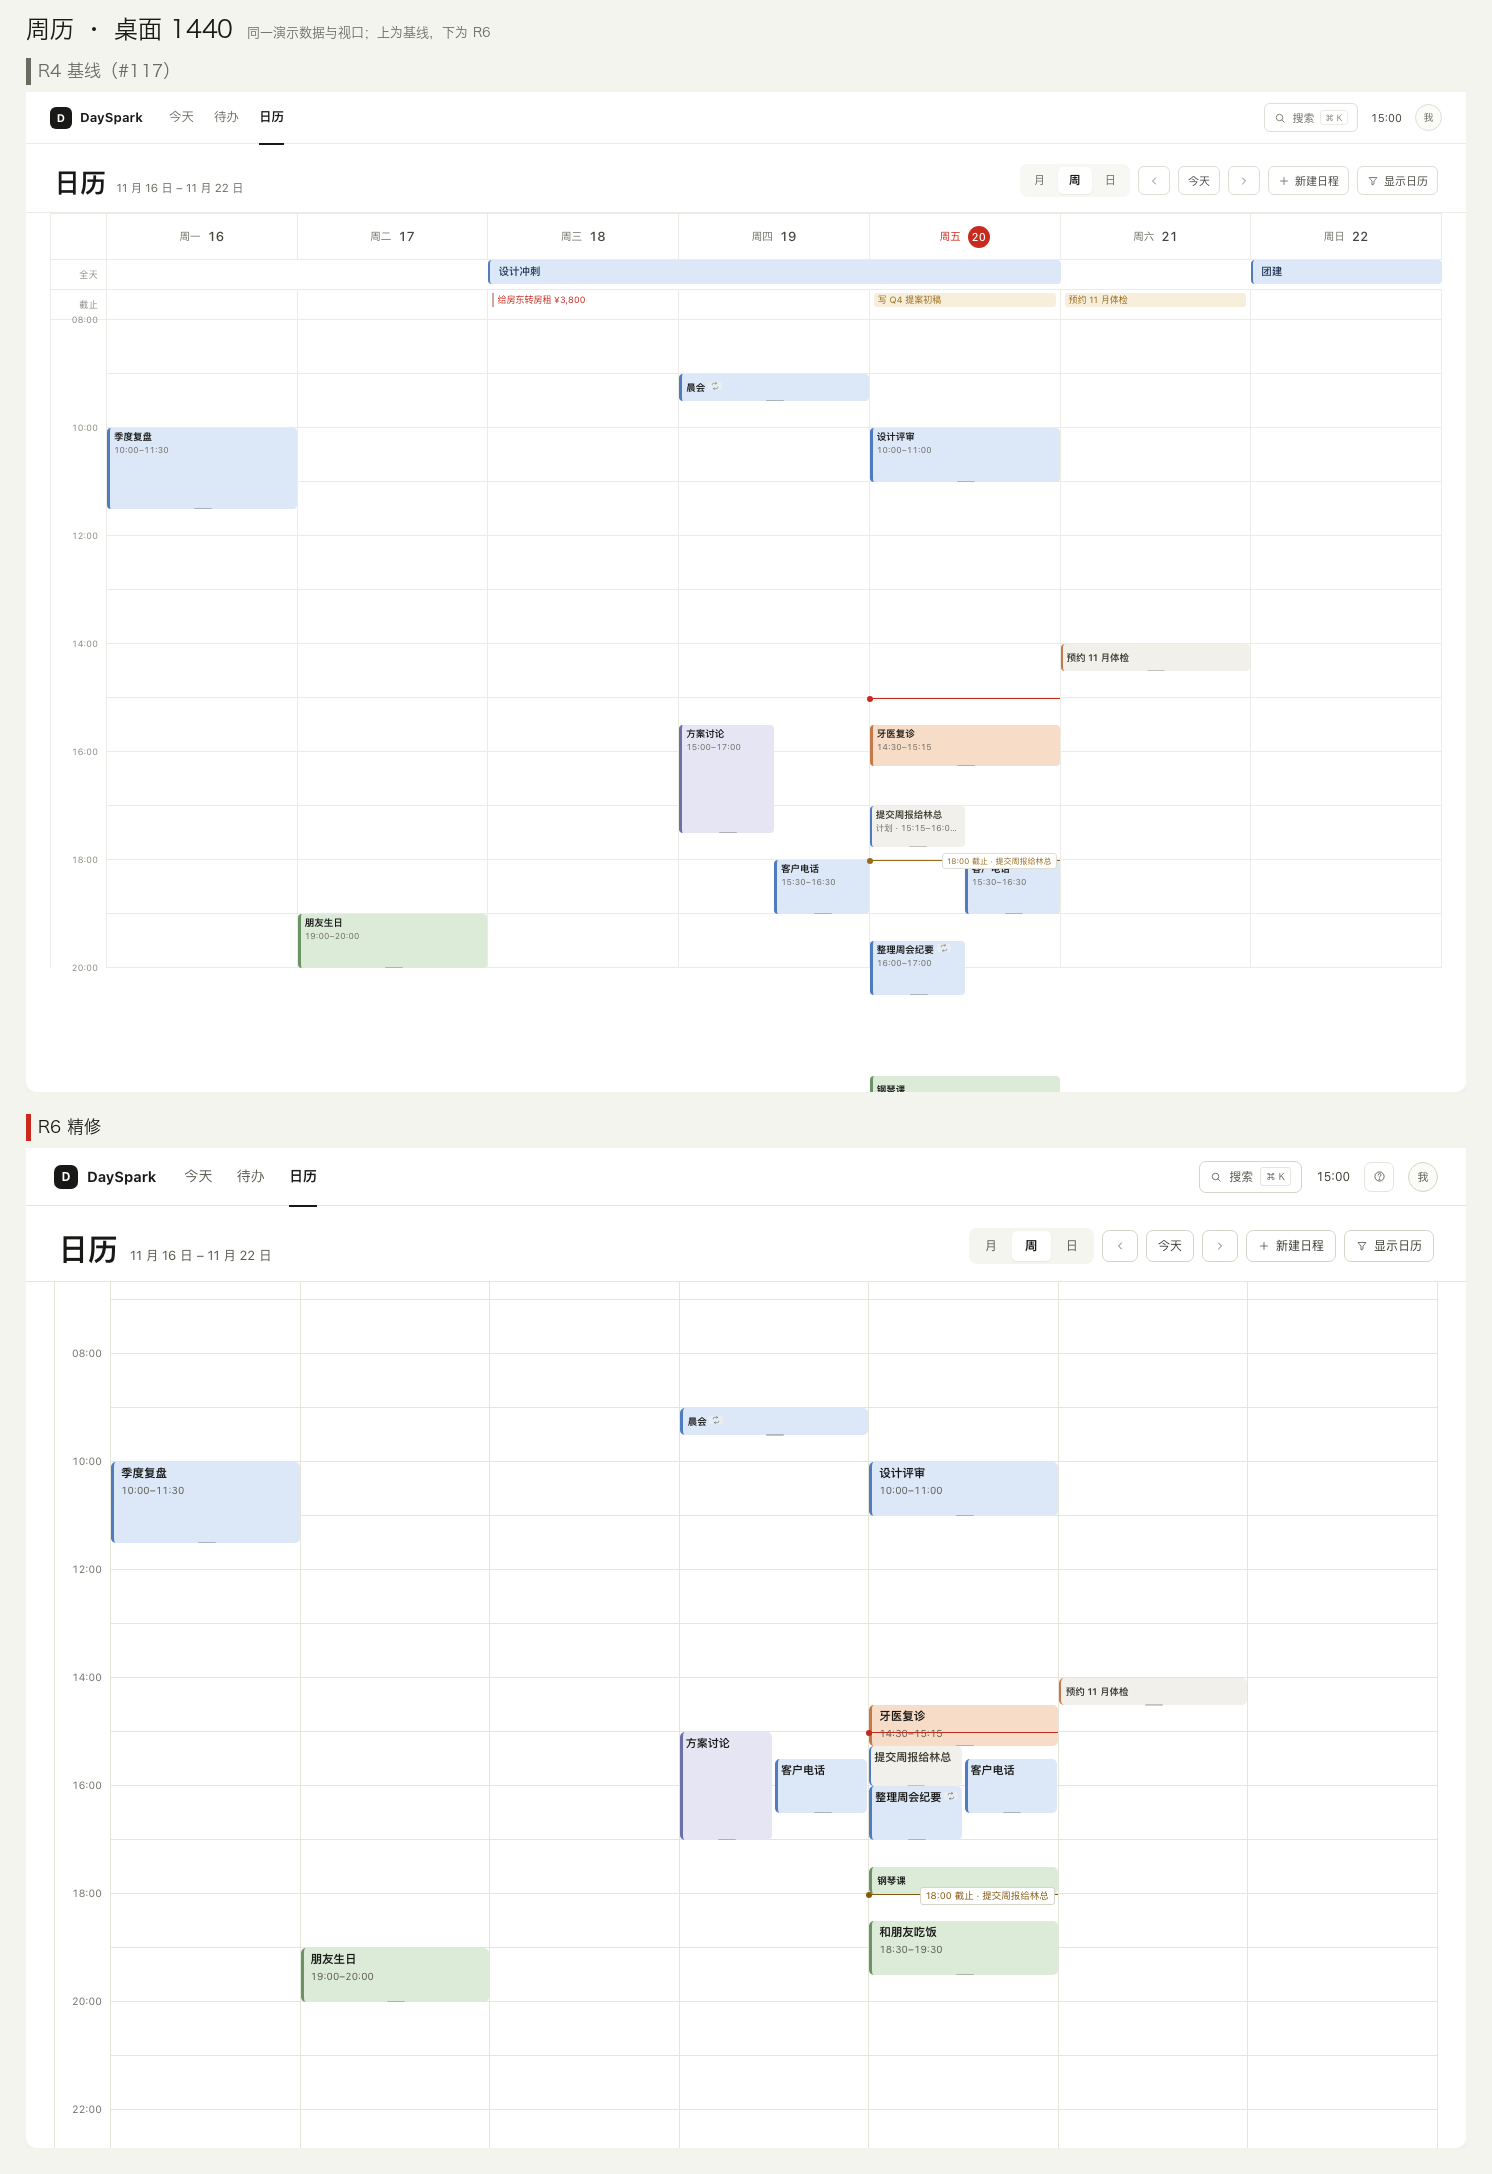 周历 · 桌面 1440 同一演示数据与视口；上为基线，下为 R6
R4 基线（#117）
D DaySpark 今天 待办 日历 搜索 ⌘ K 15:00 我
日历 11 月 16 日 – 11 月 22 日 月 周 日 ‹ 今天 › + 新建日程 显示日历
周一 16 周二 17 周三 18 周四 19 周五 20 周六 21 周日 22
全天 设计冲刺 团建
截止 给房东转房租 ¥3,800 写 Q4 提案初稿 预约 11 月体检
08:00
晨会
10:00 季度复盘 设计评审
10:00–11:30 10:00–11:00
12:00
14:00
预约 11 月体检
方案讨论 牙医复诊
15:00–17:00 14:30–15:15
16:00
提交周报给林总
计划 · 15:15–16:0...
18:00 18:00 截止 · 提交周报给林总
客户电话 客户电话
15:30–16:30 15:30–16:30
朋友生日
19:00–20:00
整理周会纪要
16:00–17:00
20:00
钢琴课
R6 精修
D DaySpark 今天 待办 日历 搜索 ⌘ K 15:00 我
日历 11 月 16 日 – 11 月 22 日 月 周 日 ‹ 今天 › + 新建日程 显示日历
08:00
晨会
10:00
季度复盘 设计评审
10:00–11:30 10:00–11:00
12:00
14:00
预约 11 月体检
牙医复诊
14:30–15:15
方案讨论
提交周报给林总
客户电话 客户电话
16:00
整理周会纪要
钢琴课
18:00 18:00 截止 · 提交周报给林总
和朋友吃饭
18:30–19:30
朋友生日
19:00–20:00
20:00
22:00